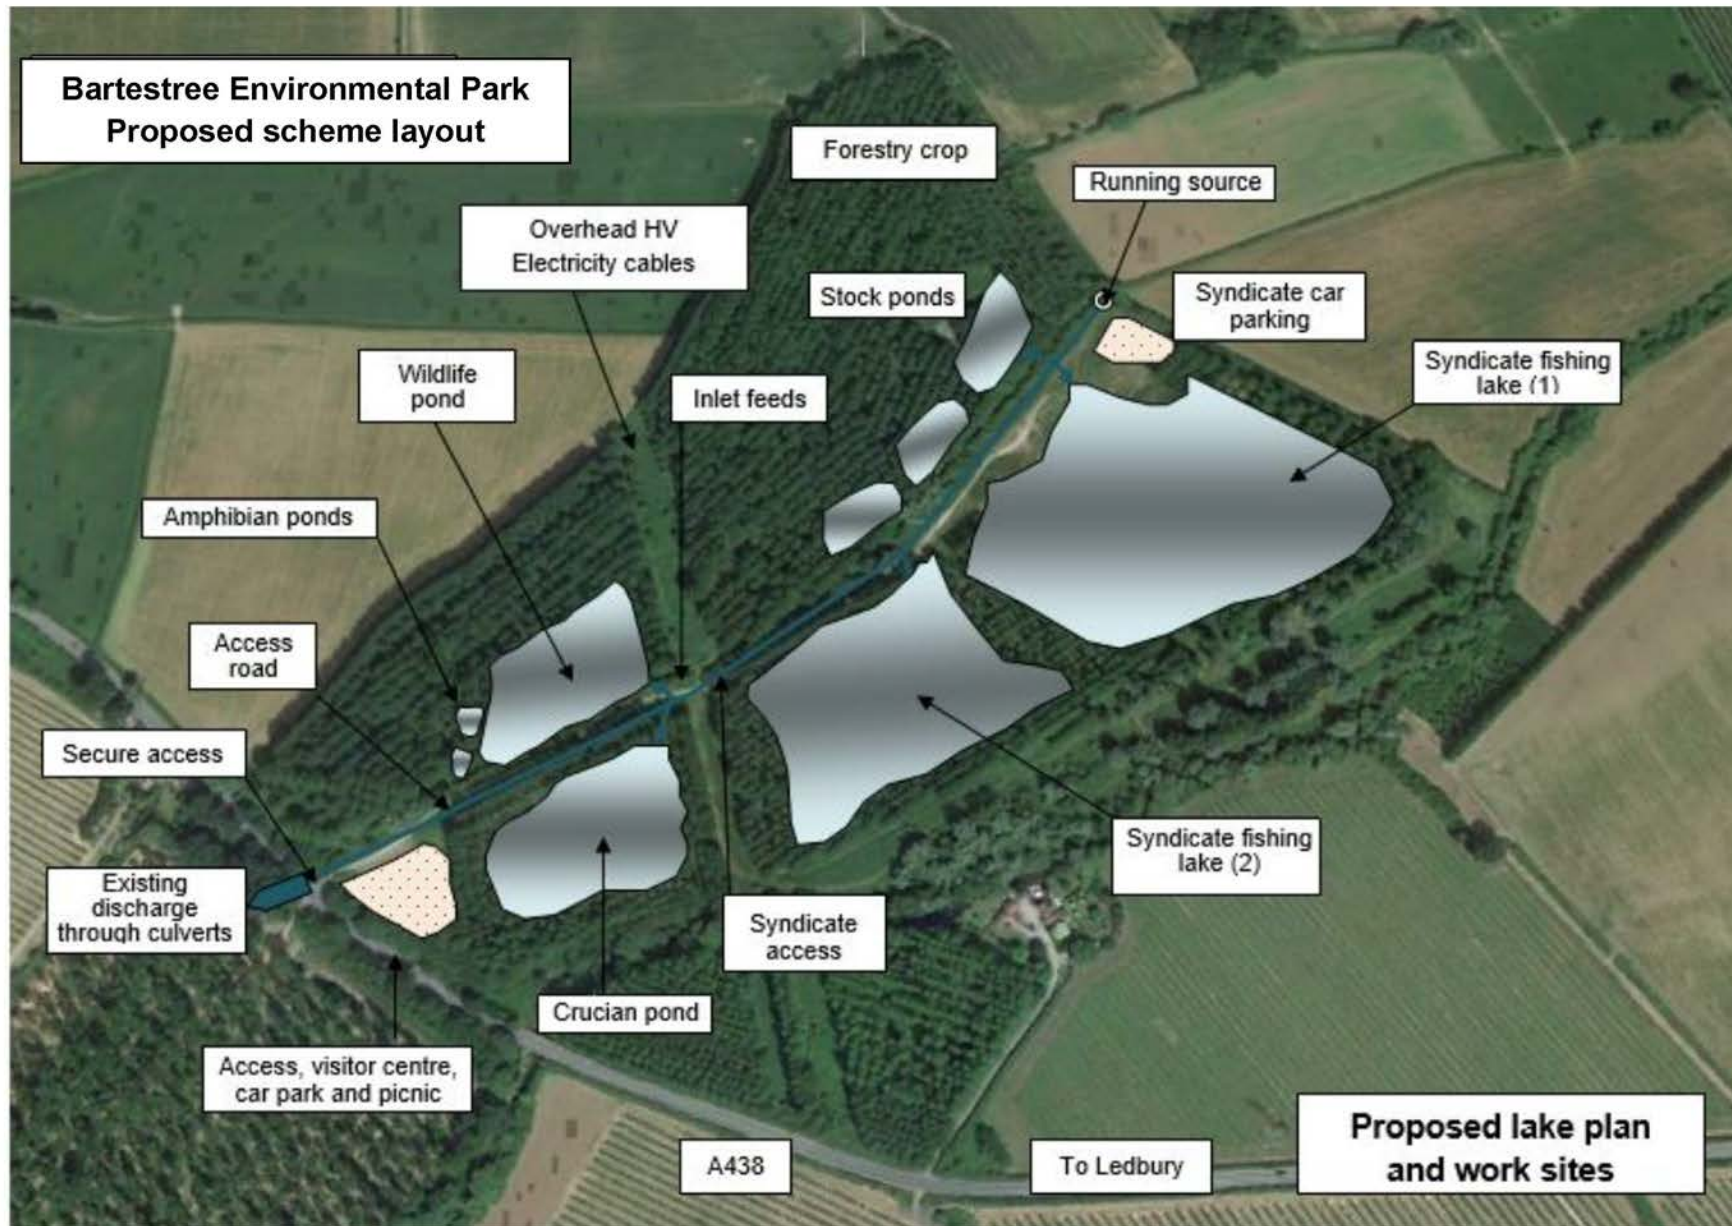 Bartestree Environmental Park
Proposed scheme layout
Forestry crop
Running source
Overhead HV
Electricity cables
Stock ponds
Syndicate car
parking
Syndicate fishing
lake (1)
Wildlife
pond
Inlet feeds
Amphibian ponds
Access
road
Secure access
Existing
discharge
through culverts
Syndicate fishing
lake (2)
Syndicate
access
Crucian pond
Access, visitor centre,
car park and picnic
A438
To Ledbury
Proposed lake plan
and work sites